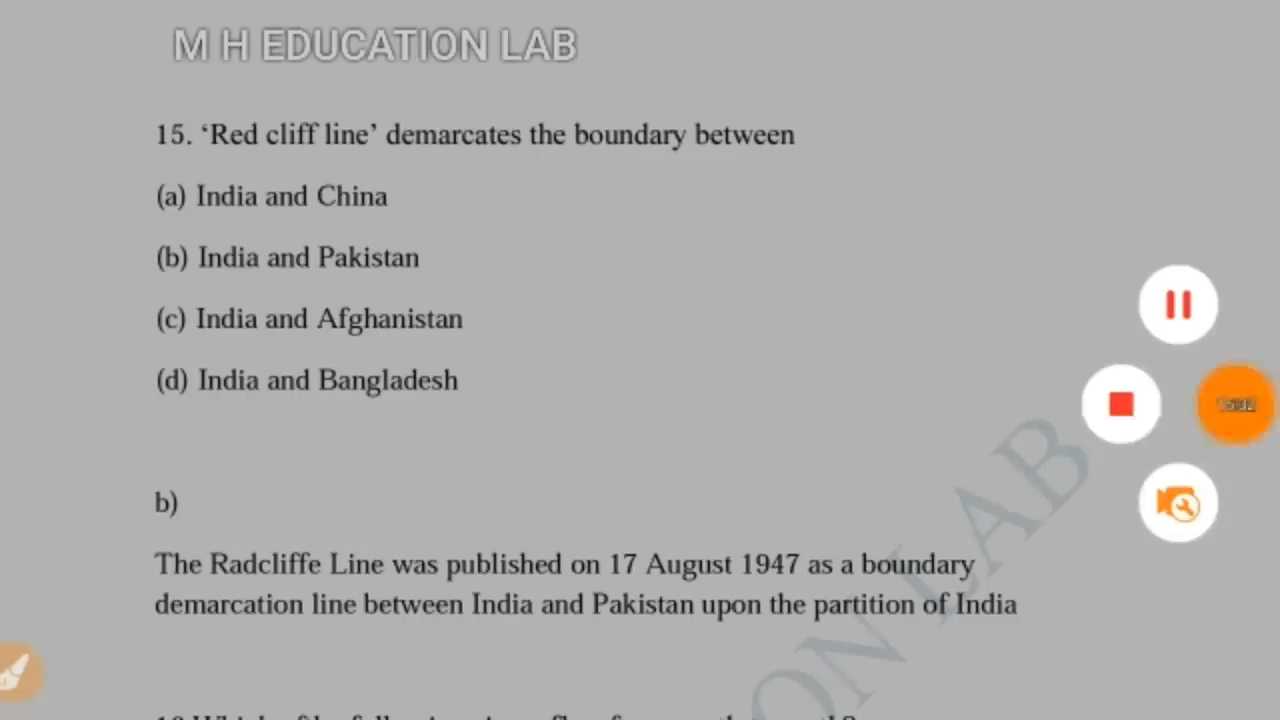 M H EDUCATION LAB
15. ‘Red cliff line’ demarcates the boundary between
(a) India and China
(b) India and Pakistan
(c) India and Afghanistan
(d) India and Bangladesh
b)
The Radcliffe Line was published on 17 August 1947 as a boundary
demarcation line between India and Pakistan upon the partition of India
ON LAB